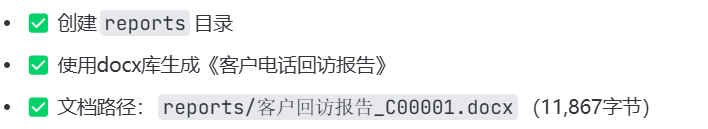 • ✅ 创建 reports 目录
• ✅ 使用docx库生成《客户电话回访报告》
• ✅ 文档路径： reports/客户回访报告_C00001.docx （11,867字节）